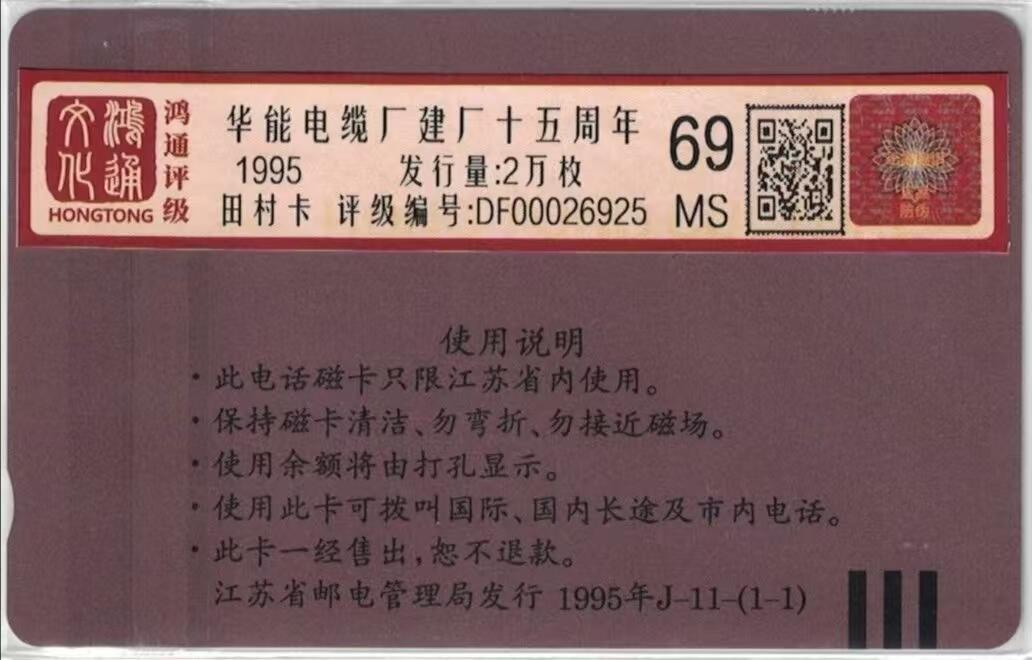 鸿通文化
HONGTONG
鸿通评级
华能电缆厂建厂十五周年
1995 发行量:2万枚
田村卡 评级编号:DF00026925
69
MS
使用说明
·此电话磁卡只限江苏省内使用。
·保持磁卡清洁、勿弯折、勿接近磁场。
·使用余额将由打孔显示。
·使用此卡可拨叫国际、国内长途及市内电话。
·此卡一经售出,恕不退款。
江苏省邮电管理局发行 1995年J-11-(1-1)